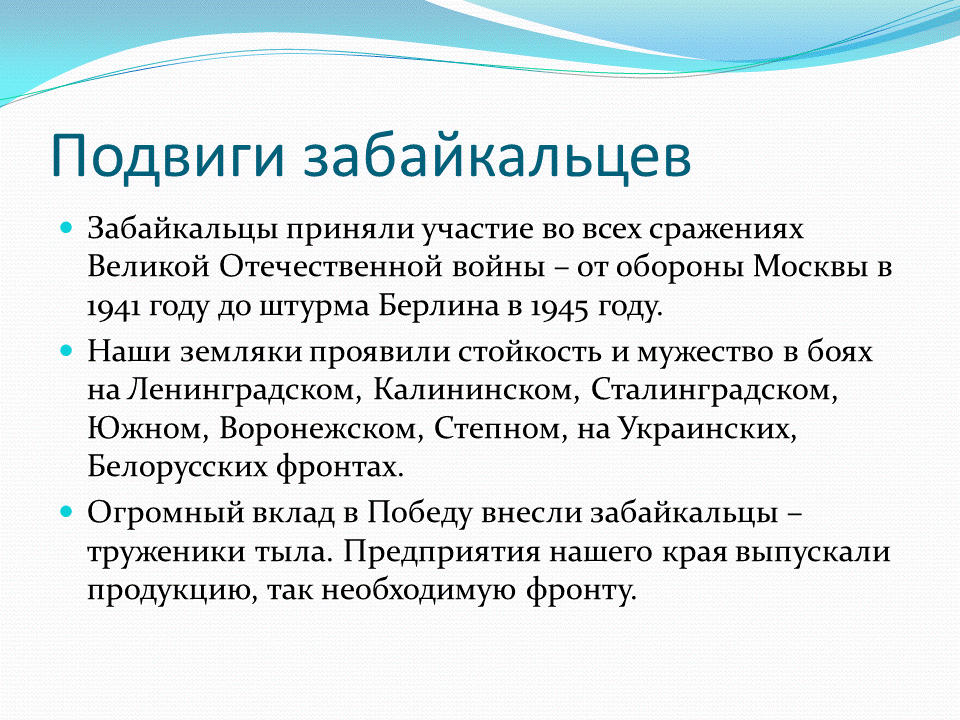 Подвиги забайкальцев
Забайкальцы приняли участие во всех сражениях
Великой Отечественной войны – от обороны Москвы в
1941 году до штурма Берлина в 1945 году.
Наши земляки проявили стойкость и мужество в боях
на Ленинградском, Калининском, Сталинградском,
Южном, Воронежском, Степном, на Украинских,
Белорусских фронтах.
Огромный вклад в Победу внесли забайкальцы –
труженики тыла. Предприятия нашего края выпускали
продукцию, так необходимую фронту.